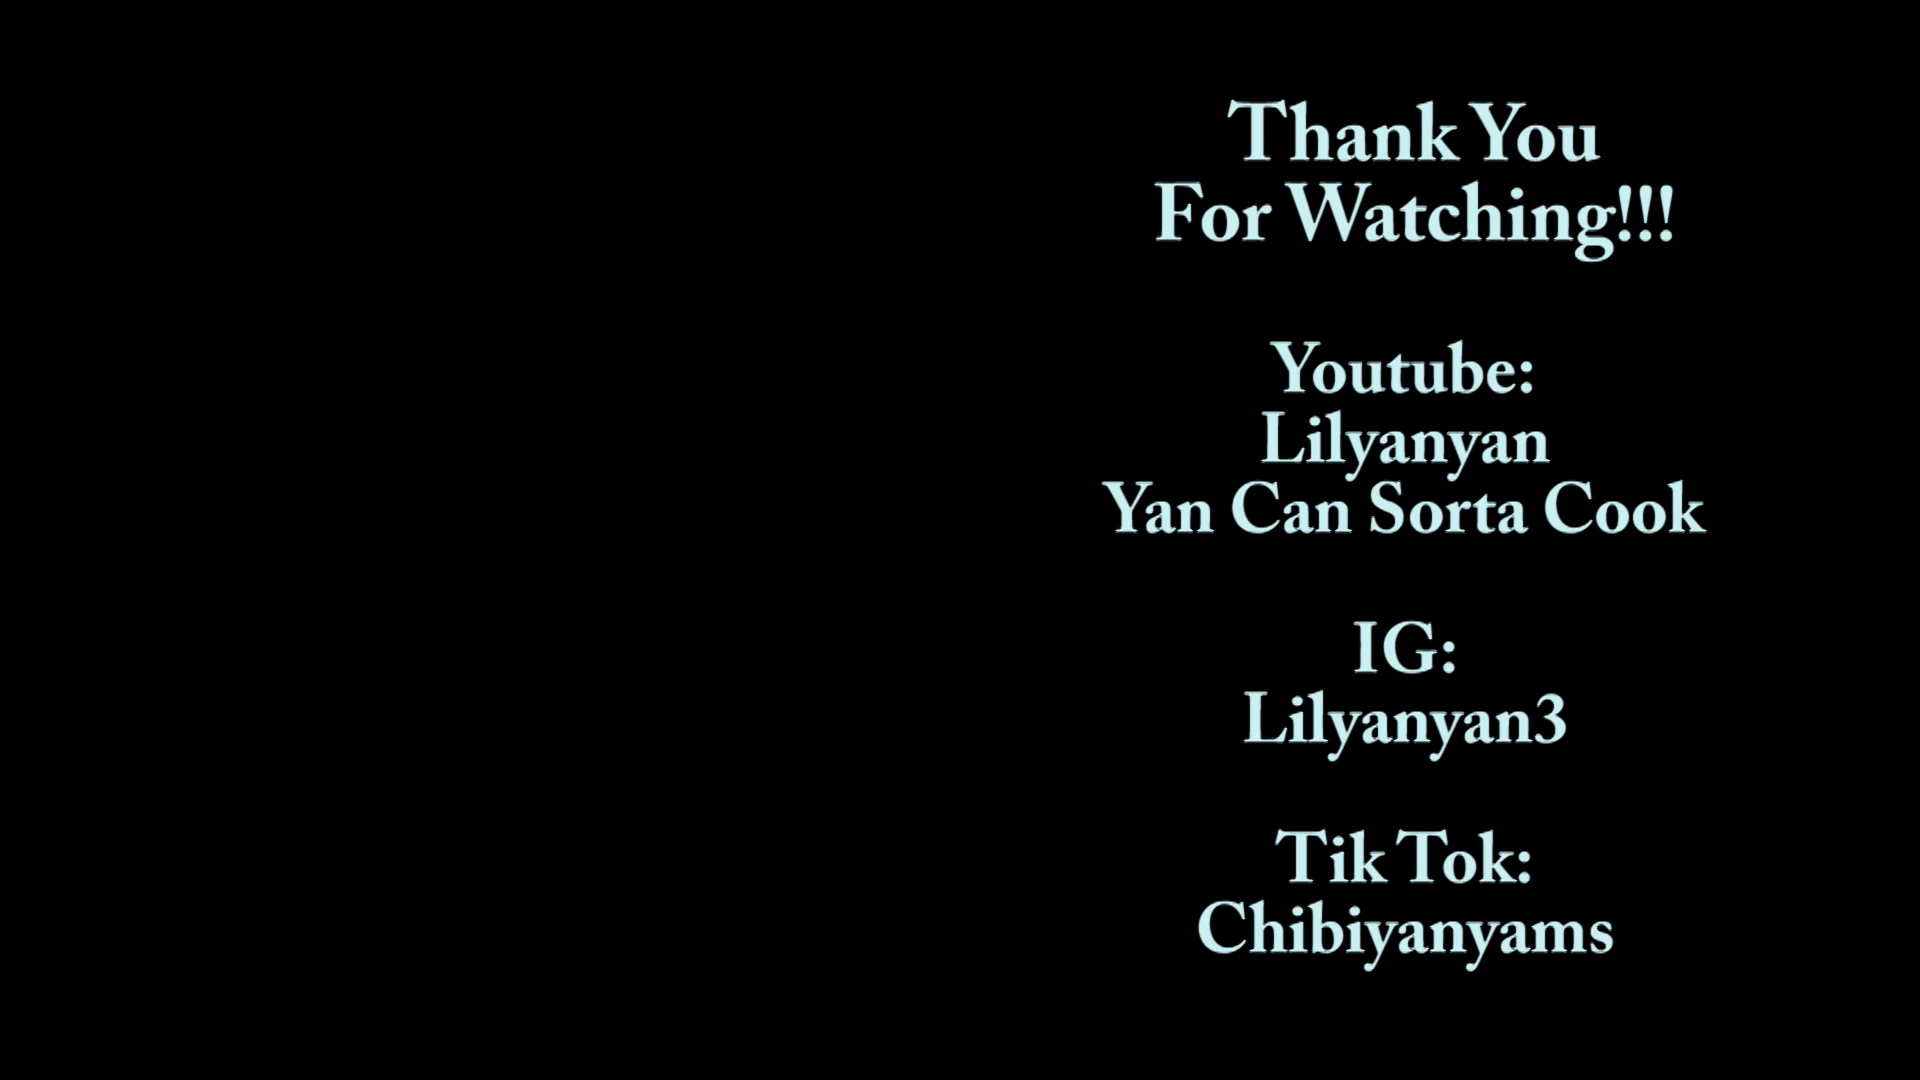 Thank You
For Watching!!!
Youtube:
Lilyanyan
Yan Can Sorta Cook
IG:
Lilyanyan3
Tik Tok:
Chibiyanyams